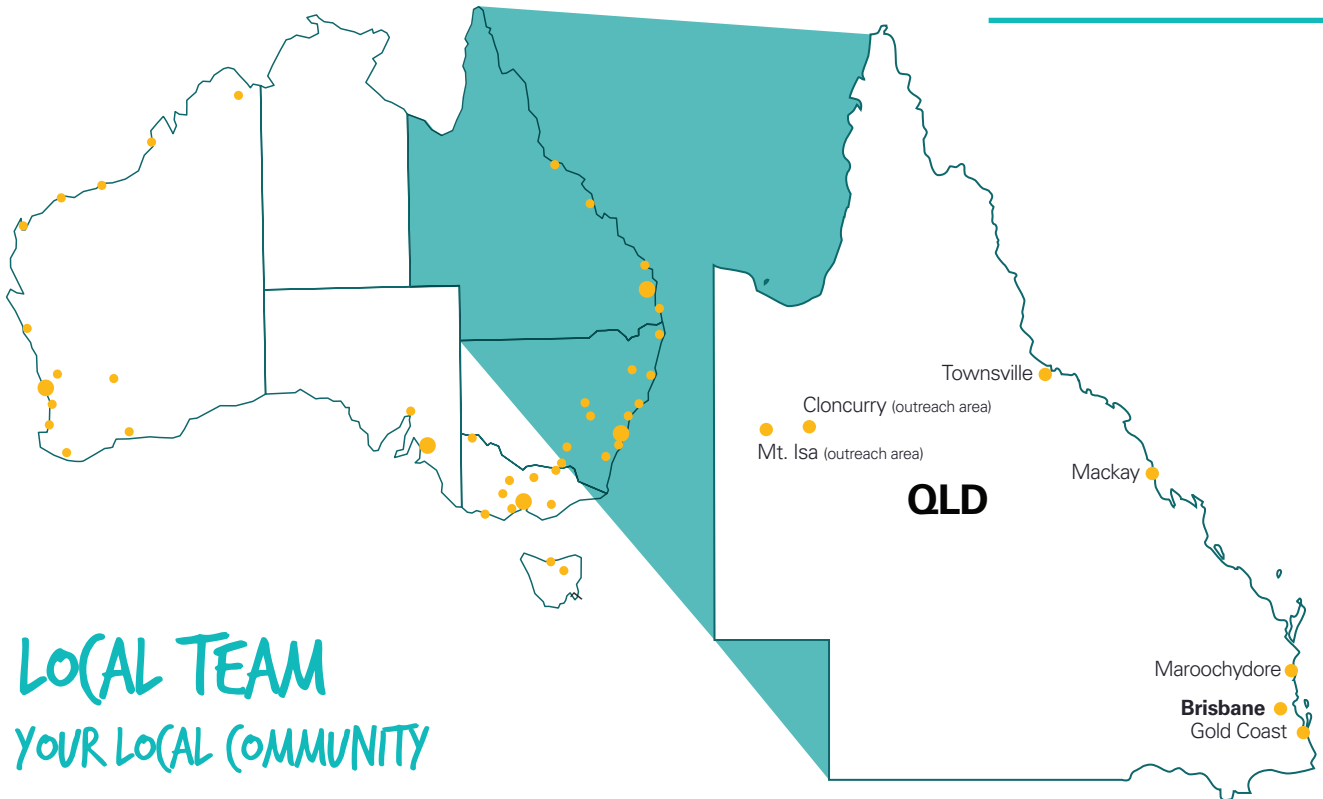 Townsville
Cloncurry (outreach area)
Mt. Isa (outreach area)
Mackay
QLD
Maroochydore
Brisbane
Gold Coast
LOCAL TEAM
YOUR LOCAL COMMUNITY